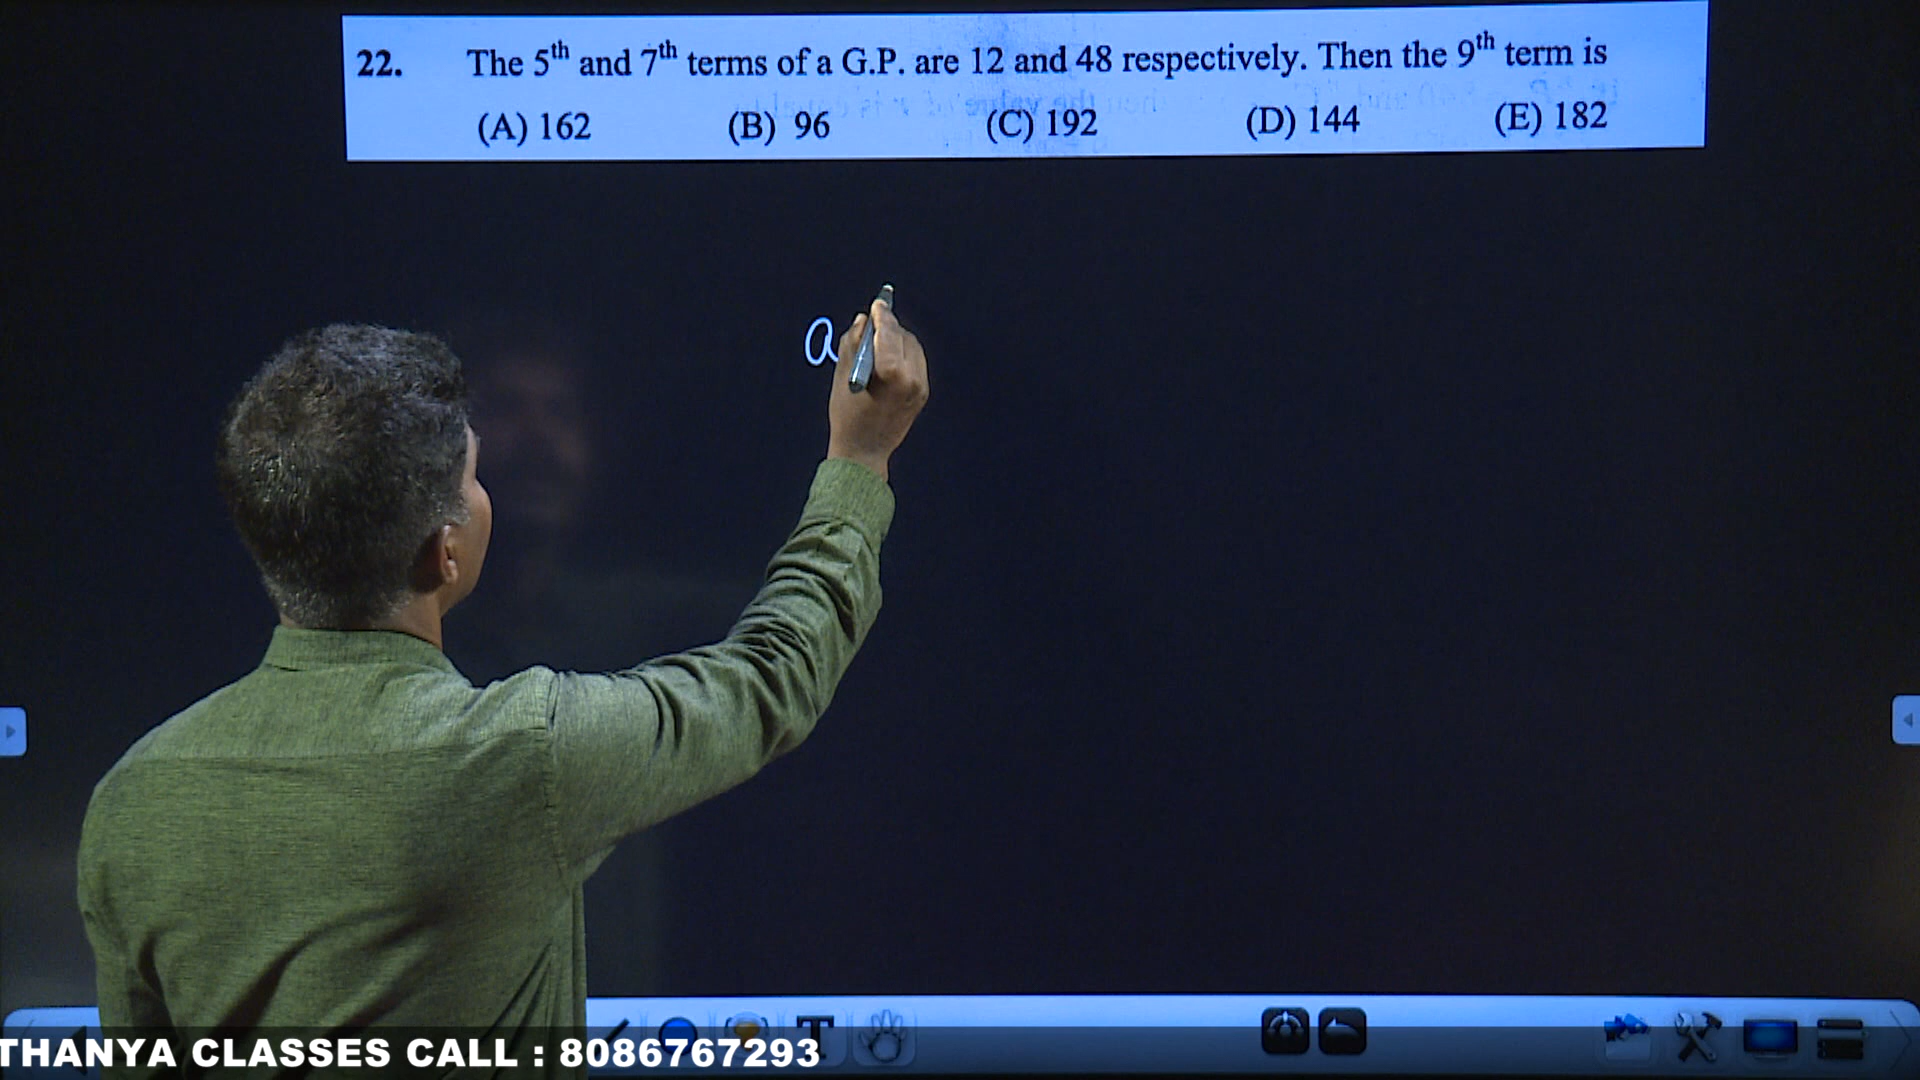 22. The 5th and 7th terms of a G.P. are 12 and 48 respectively. Then the 9th term is
(A) 162 (B) 96 (C) 192 (D) 144 (E) 182
a
T
THANYA CLASSES CALL : 8086767293